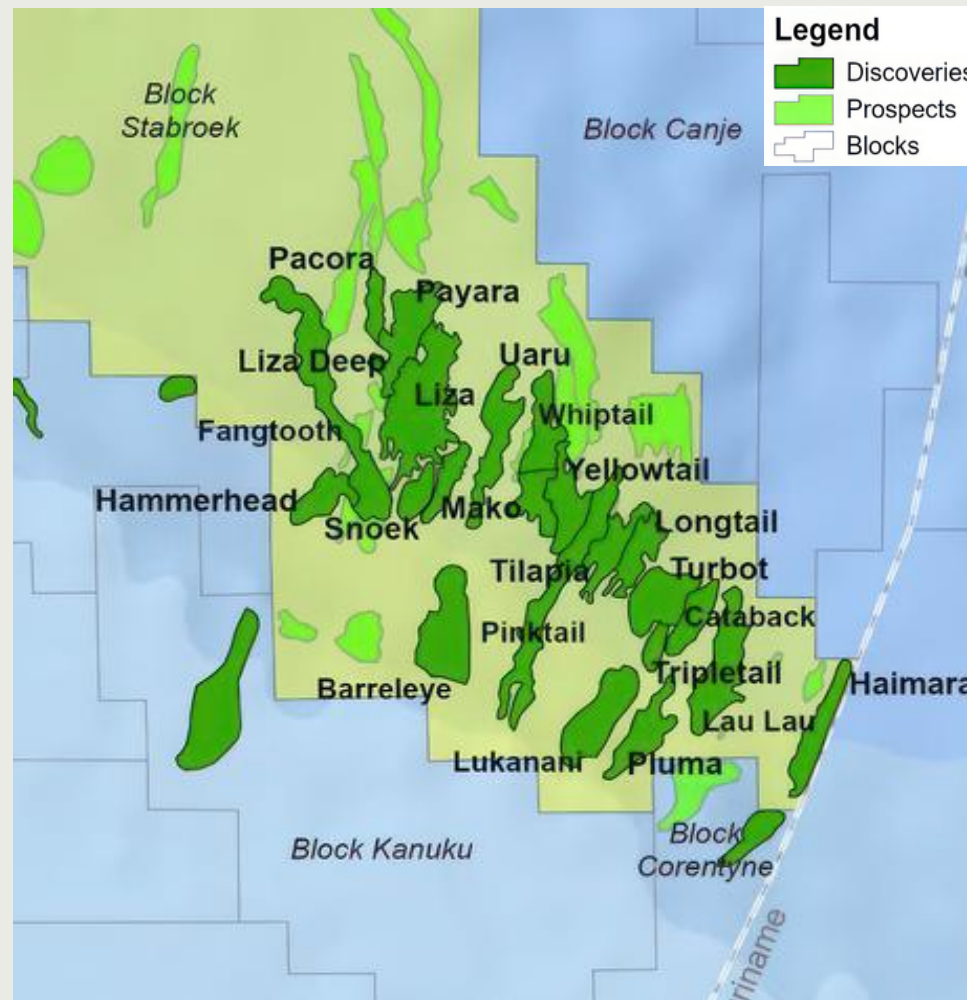 Legend
Discoveries
Prospects
Blocks
Block
Stabroek
Block Canje
Pacora
Payara
Liza Deep
Uaru
Liza
Whiptail
Fangtooth
Yellowtail
Hammerhead
Mako
Snoek
Longtail
Tilapia
Turbot
Cataback
Pinktail
Tripletail
Haimara
Barreleye
Lau Lau
Lukanani
Pluma
Block
Corentyne
Block Kanuku
riname